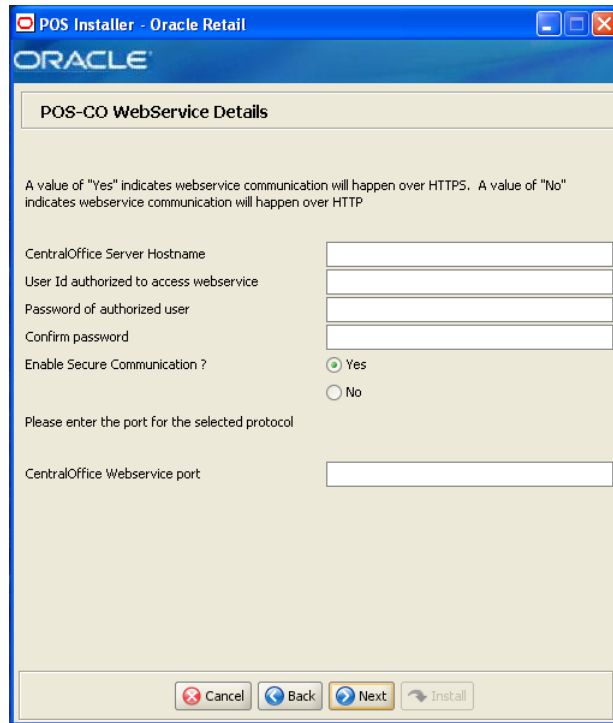 POS Installer - Oracle Retail
ORACLE
POS-CO WebService Details
A value of "Yes" indicates webservice communication will happen over HTTPS. A value of "No"
indicates webservice communication will happen over HTTP
CentralOffice Server Hostname
User Id authorized to access webservice
Password of authorized user
Confirm password
Enable Secure Communication ?
Yes
No
Please enter the port for the selected protocol
CentralOffice Webservice port
Cancel Back Next Install